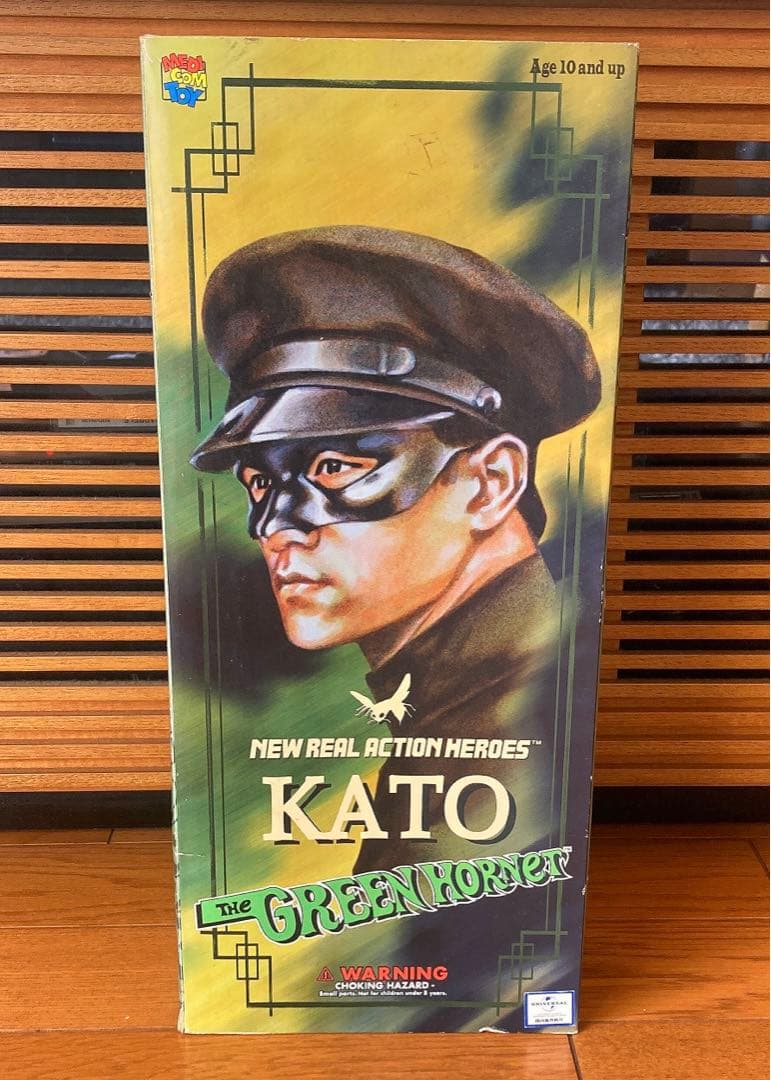 MEDI
COM
TOY
Age 10 and up
NEW REAL ACTION HEROES™
KATO
THE GREEN HORNET™
⚠ WARNING
CHOKING HAZARD -
Small parts. Not for children under 8 years.
UNIVERSAL